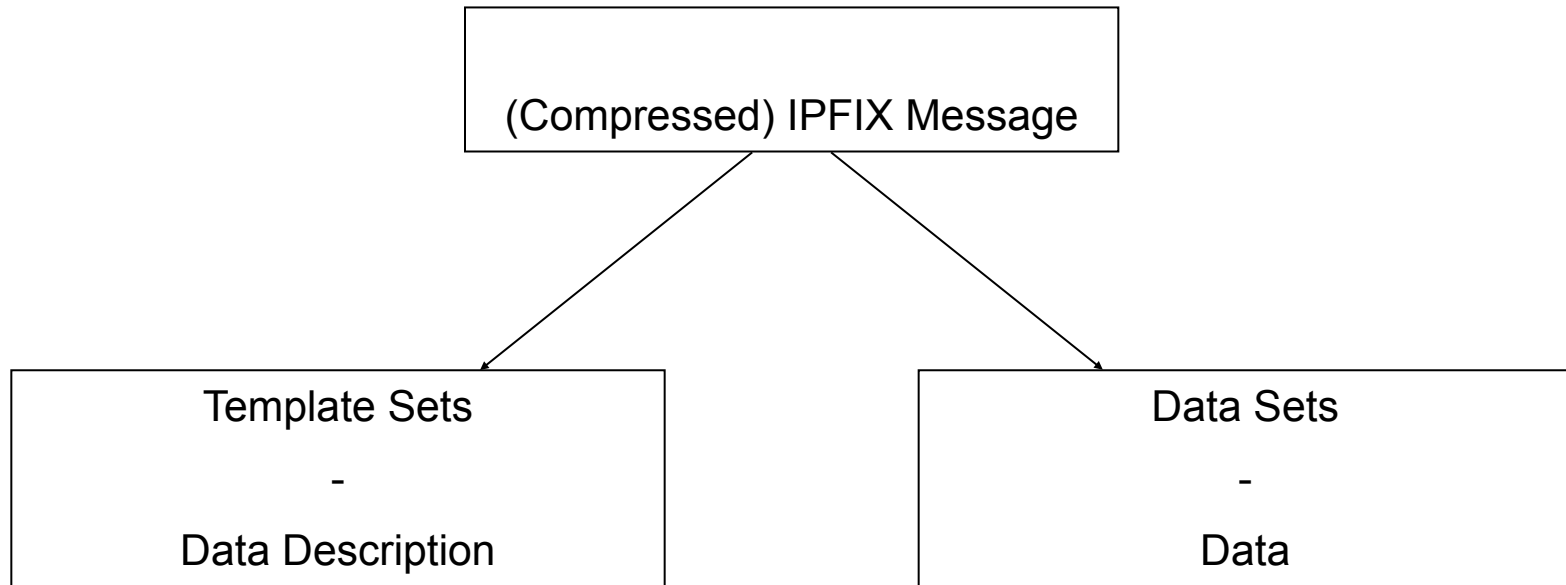 (Compressed) IPFIX Message
Template Sets
-
Data Description
Data Sets
-
Data